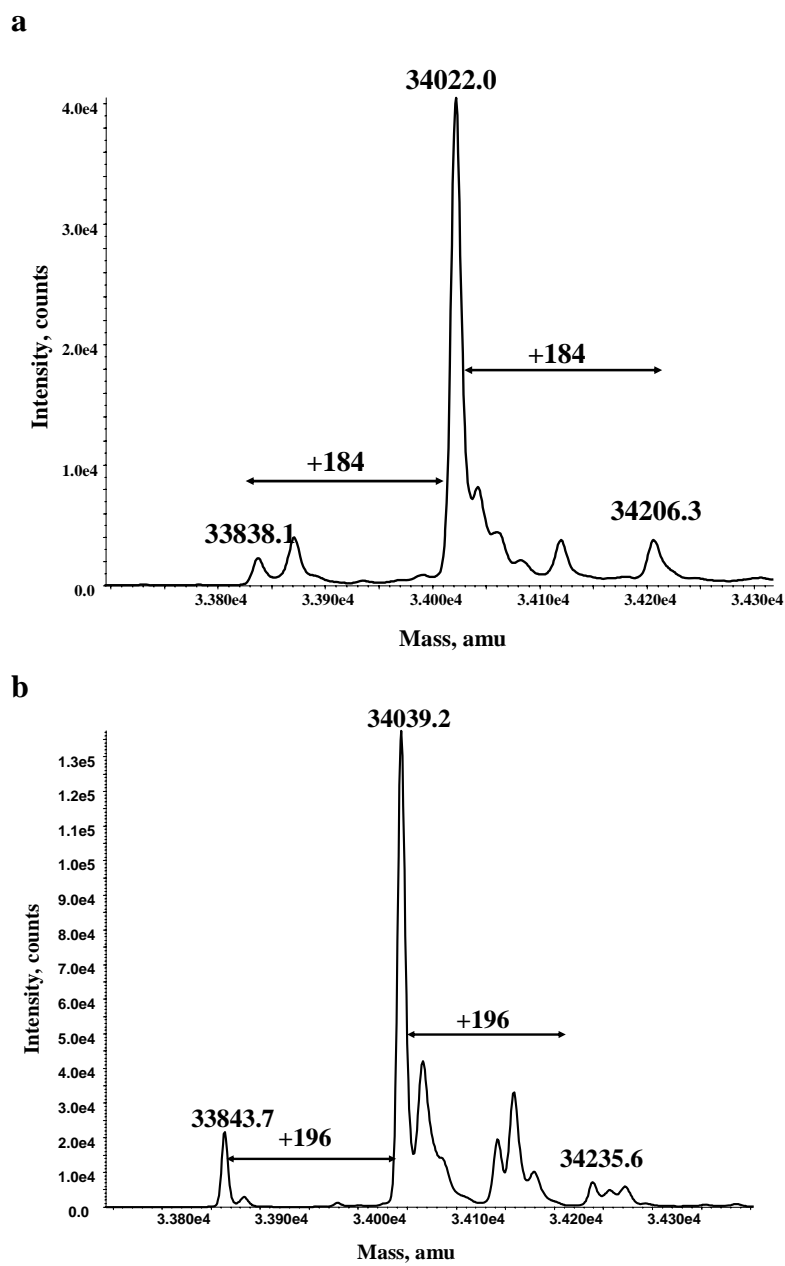 a
34022.0
4.0e4
3.0e4
2.0e4
1.0e4
0.0
Intensity, counts
+184
+184
33838.1
34206.3
3.380e4 3.390e4 3.400e4 3.410e4 3.420e4 3.430e4
Mass, amu
b
34039.2
1.3e5
1.2e5
1.1e5
1.0e5
9.0e4
8.0e4
7.0e4
6.0e4
5.0e4
4.0e4
3.0e4
2.0e4
1.0e4
0.0
Intensity, counts
+196
33843.7
+196
34235.6
3.380e4 3.390e4 3.400e4 3.410e4 3.420e4 3.430e4
Mass, amu